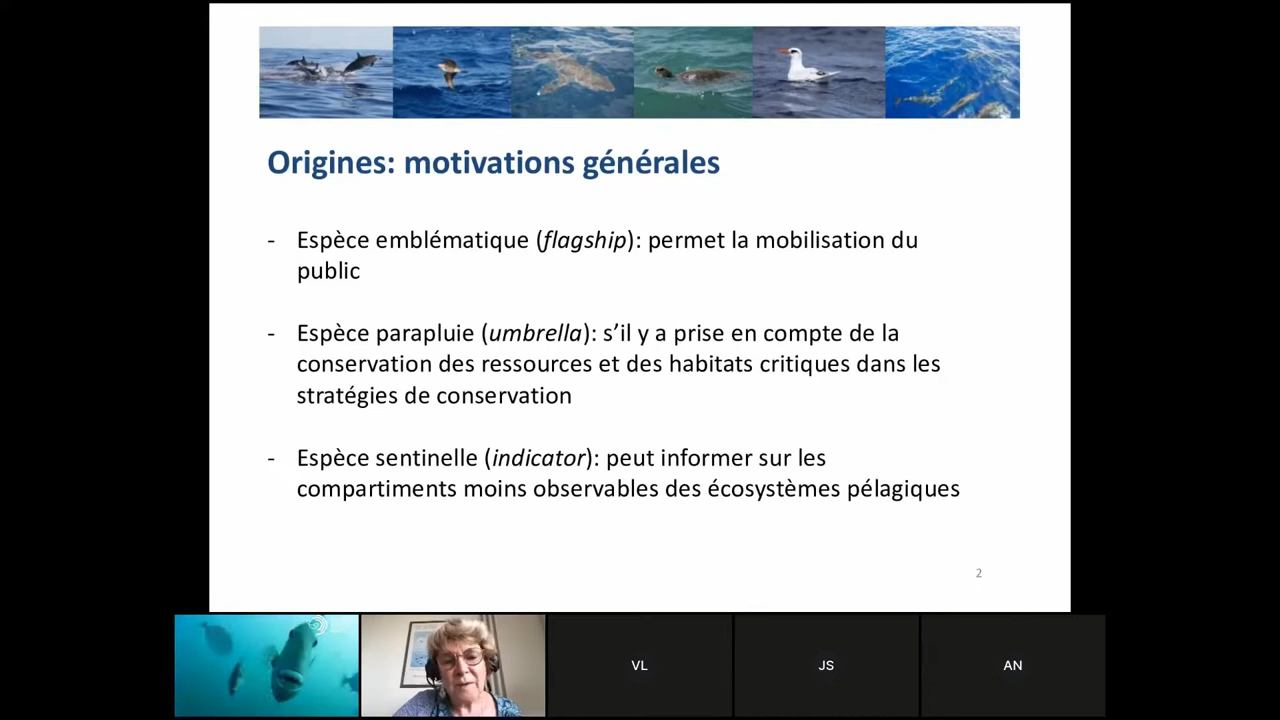 Origines: motivations générales
- Espèce emblématique (flagship): permet la mobilisation du
public
- Espèce parapluie (umbrella): s’il y a prise en compte de la
conservation des ressources et des habitats critiques dans les
stratégies de conservation
- Espèce sentinelle (indicator): peut informer sur les
compartiments moins observables des écosystèmes pélagiques
2
VL
JS
AN